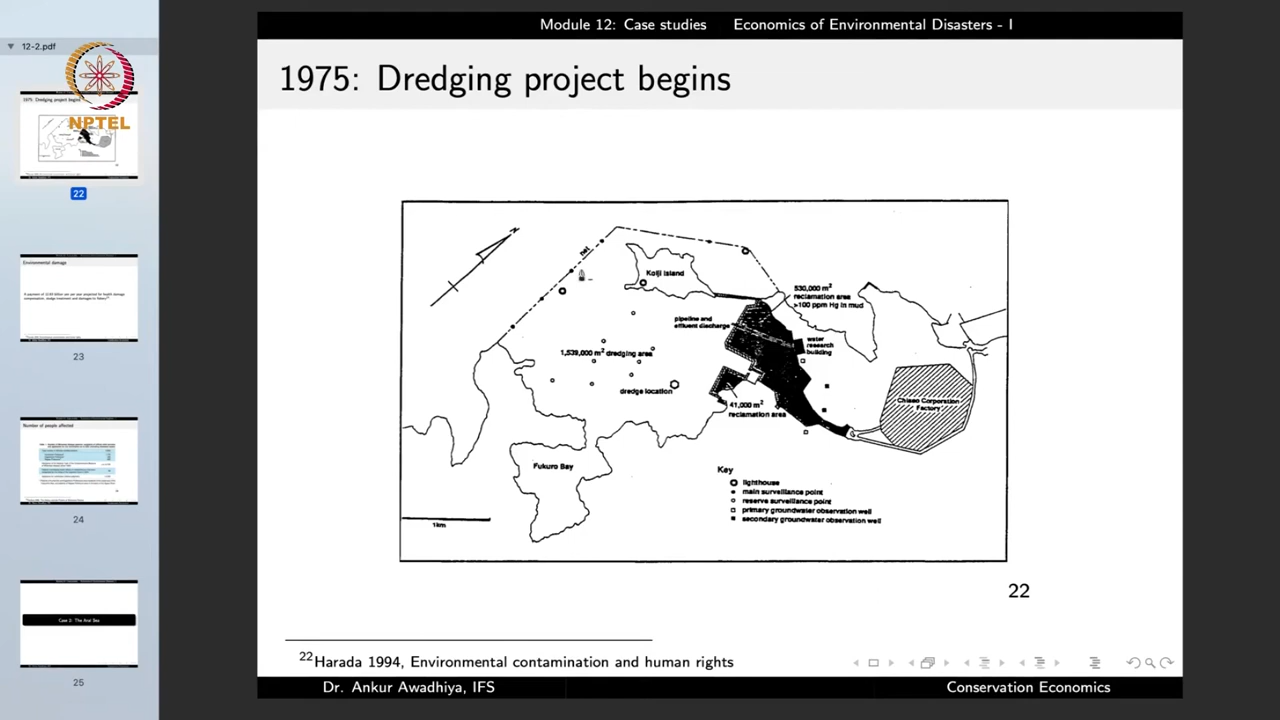 12-2.pdf
NPTEL
1975: Dredging project begins
22
Environmental damage
23
Number of people affected
24
Case 2: The Aral Sea
25
Module 12: Case studies Economics of Environmental Disasters - I
1975: Dredging project begins
N
net
Koiji Island
530,000 m²
reclamation area
>100 ppm Hg in mud
pipeline and
effluent discharge
water
research
building
1,539,000 m² dredging area
dredge location
41,000 m²
reclamation area
Chisso Corporation
Factory
Fukuro Bay
1km
Key
lighthouse
main surveillance point
reserve surveillance point
primary groundwater observation well
secondary groundwater observation well
22
22Harada 1994, Environmental contamination and human rights
Dr. Ankur Awadhiya, IFS Conservation Economics